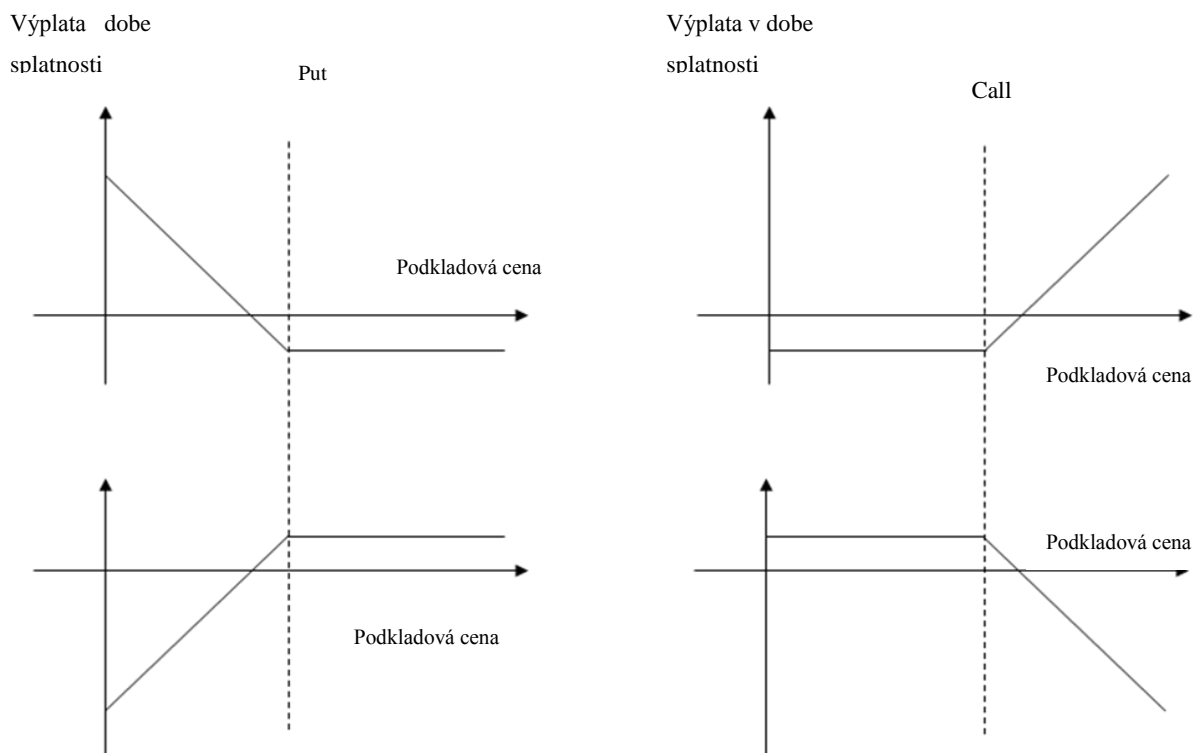 Výplata dobe
splatnosti
Put
Podkladová cena
Podkladová cena
Výplata v dobe
splatnosti
Call
Podkladová cena
Podkladová cena